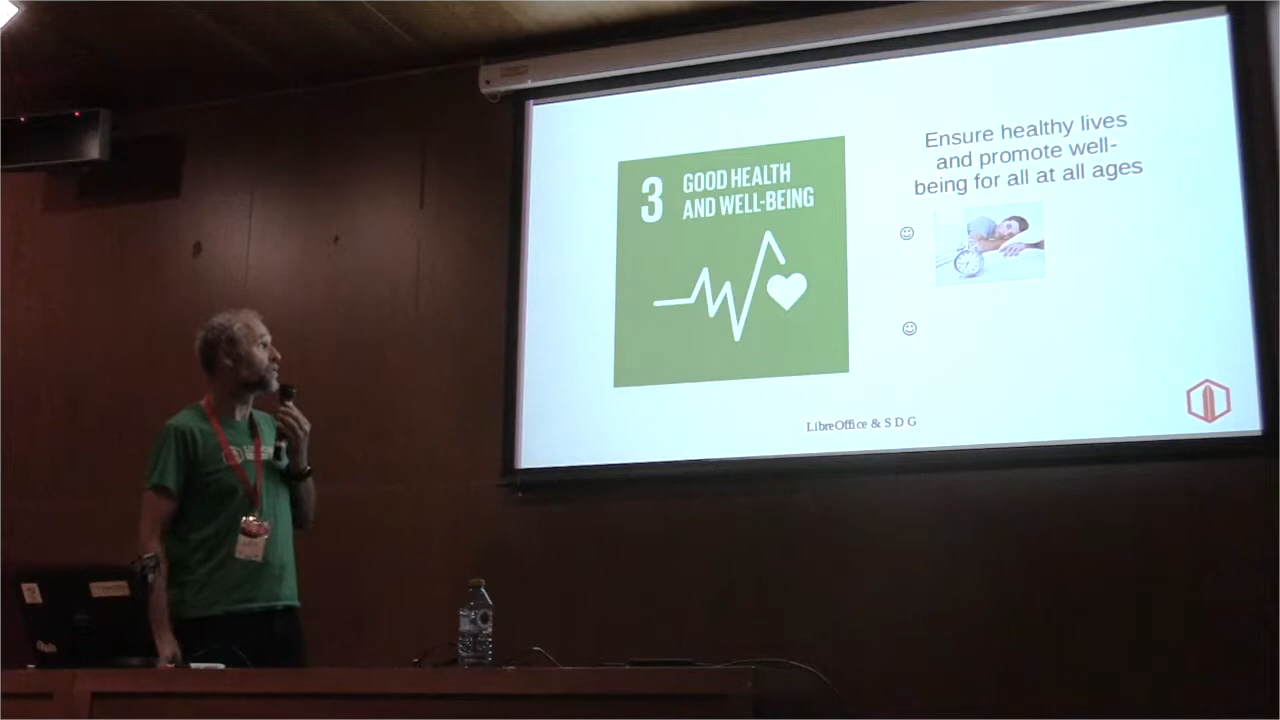 3 GOOD HEALTH
AND WELL-BEING
Ensure healthy lives
and promote well-
being for all at all ages
LibreOffice & S D G